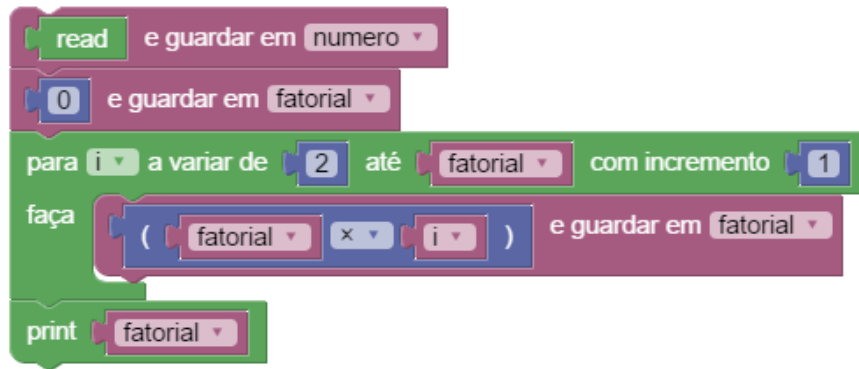 read e guardar em numero
0 e guardar em fatorial
para i a variar de 2 até fatorial com incremento 1
faça ( fatorial × i ) e guardar em fatorial
print fatorial